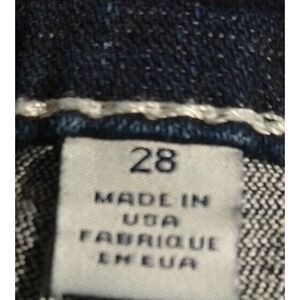 28
MADE IN
USA
FABRIQUE
EN EUA